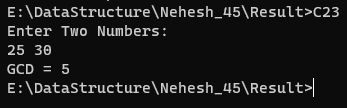 E:\DataStructure\Nehesh_45\Result>C23
Enter Two Numbers:
25 30
GCD = 5
E:\DataStructure\Nehesh_45\Result>